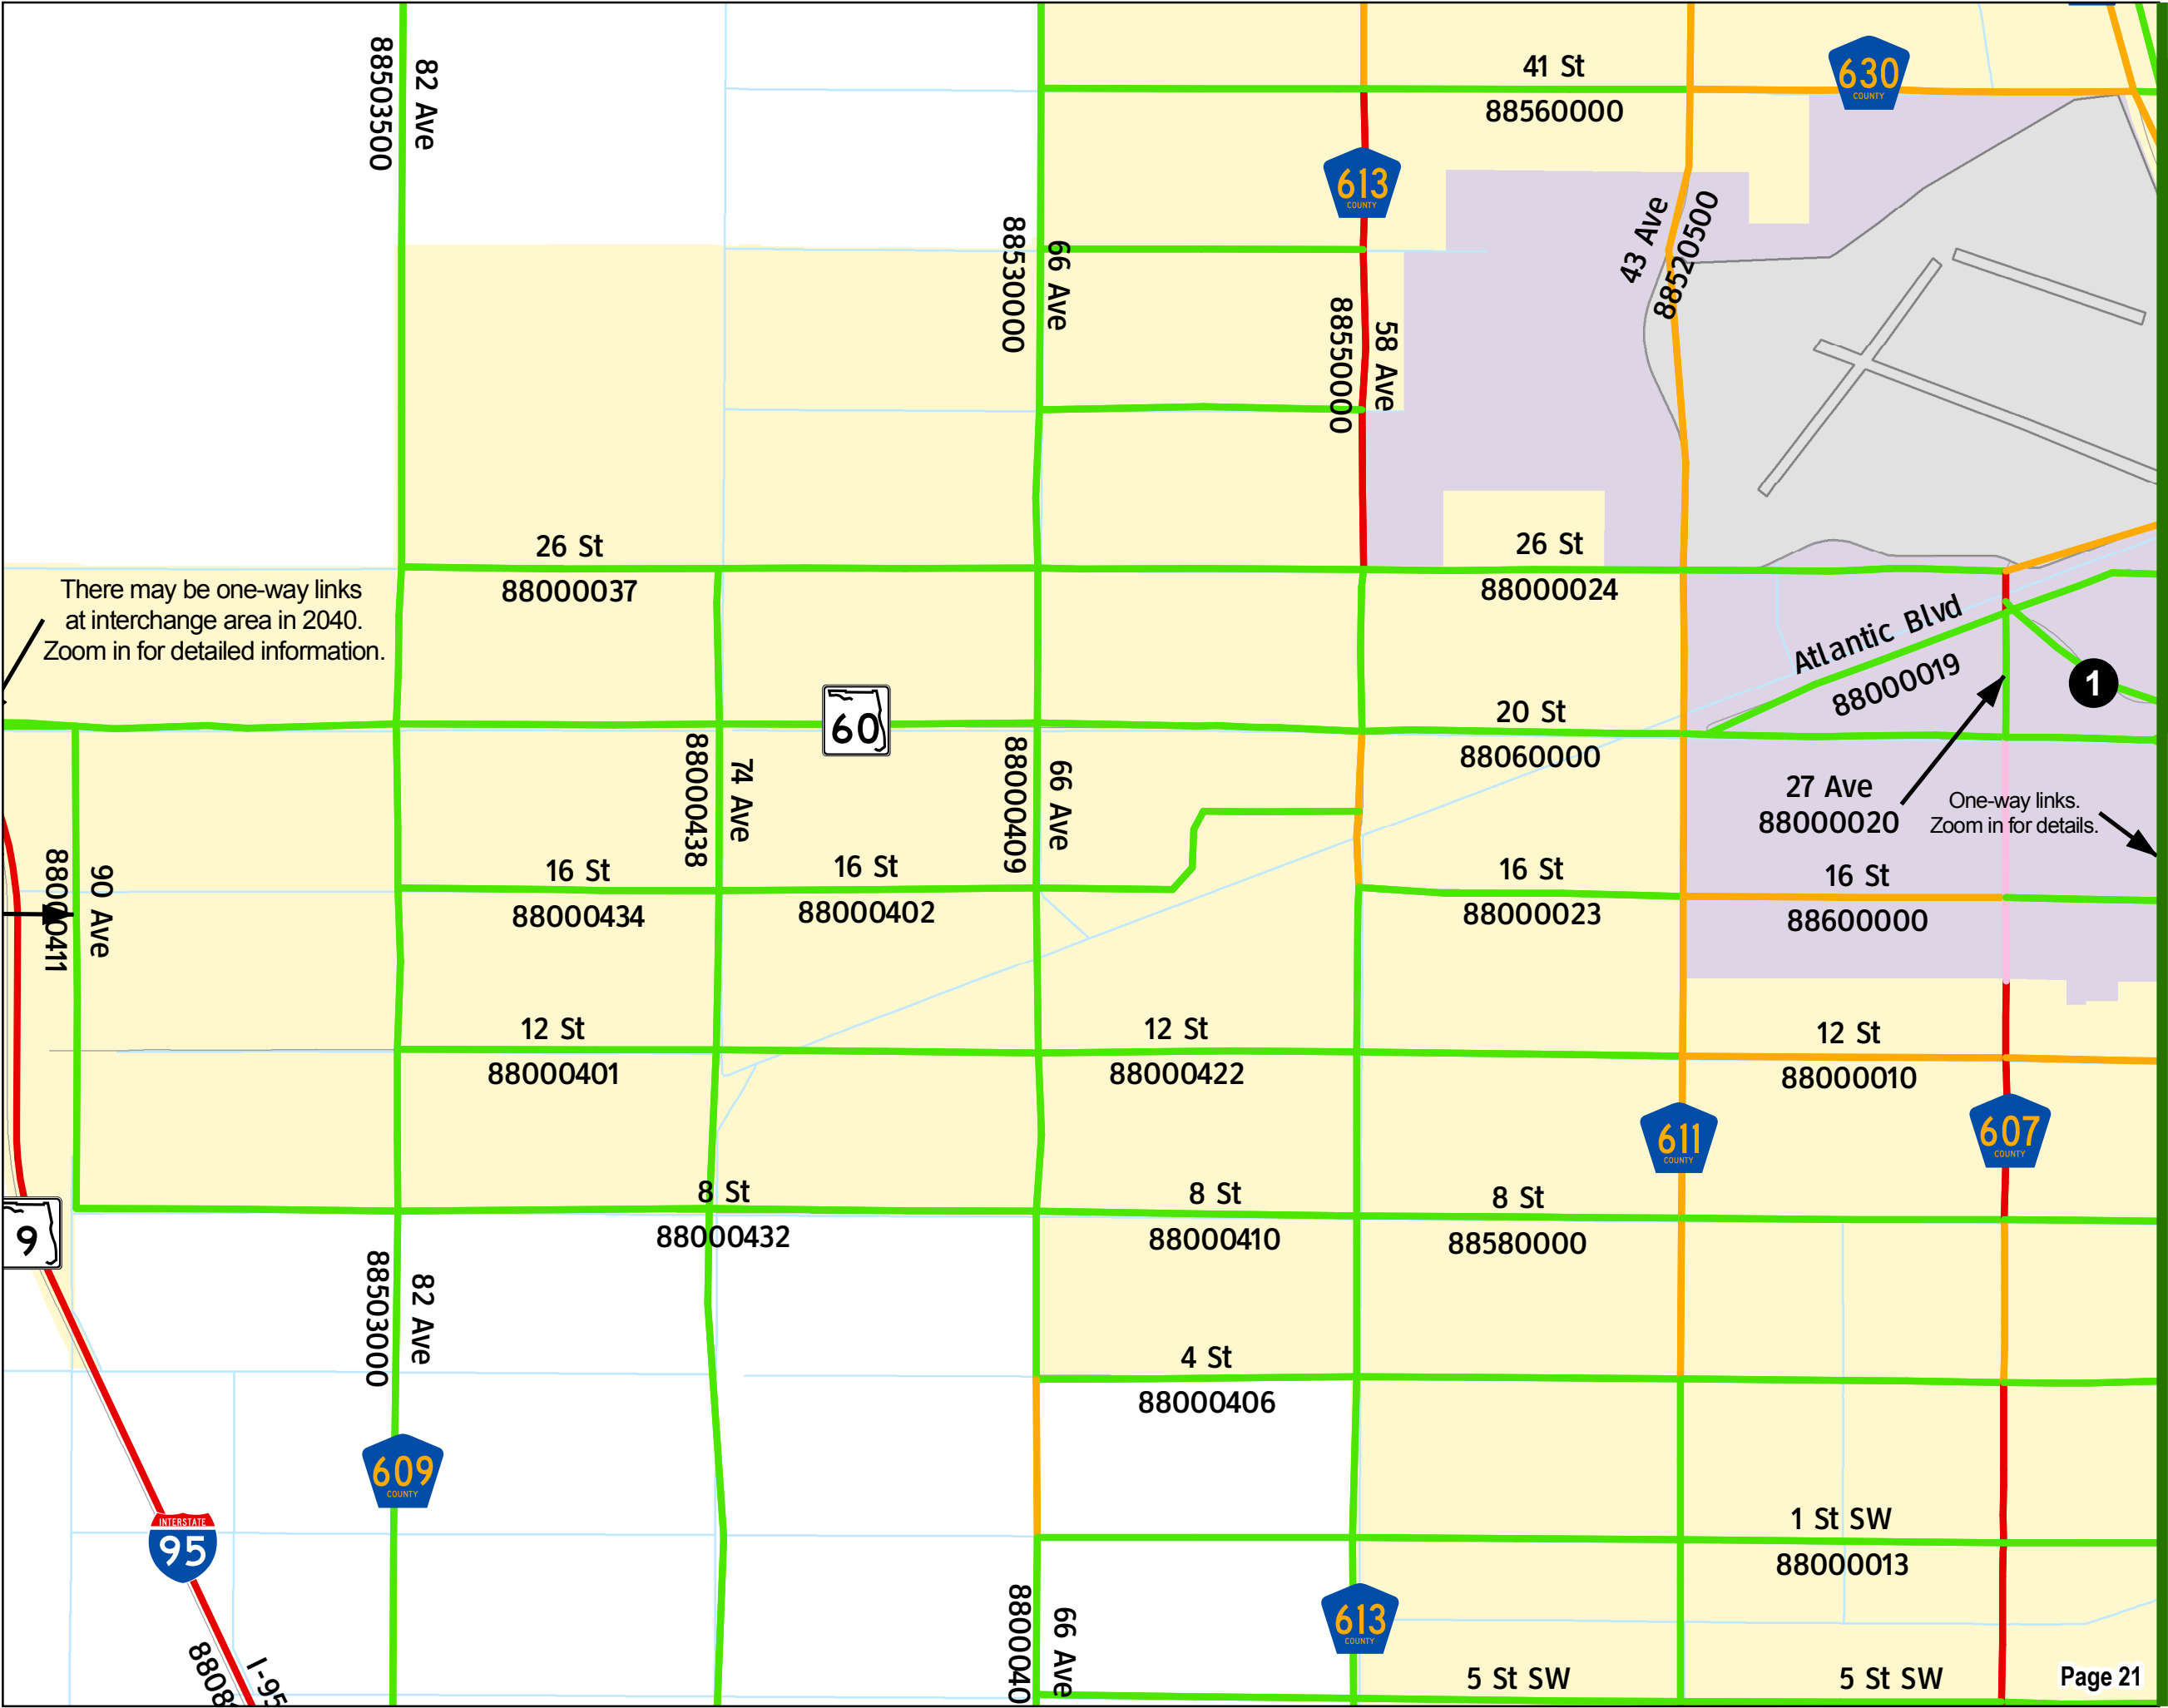 41 St
88560000
630
COUNTY
82 Ave
88503500
613
COUNTY
43 Ave
88520500
66 Ave
88530000
58 Ave
88550000
26 St
88000037
26 St
88000024
There may be one-way links
at interchange area in 2040.
Zoom in for detailed information.
Atlantic Blvd
88000019
1
60
20 St
88060000
74 Ave
88000438
66 Ave
88000409
27 Ave
88000020
One-way links.
Zoom in for details.
90 Ave
88000411
16 St
88000434
16 St
88000402
16 St
88000023
16 St
88600000
12 St
88000401
12 St
88000422
12 St
88000010
611
COUNTY
607
COUNTY
9
8 St
88000432
8 St
88000410
8 St
88580000
82 Ave
88503000
4 St
88000406
609
COUNTY
INTERSTATE
95
1 St SW
88000013
66 Ave
8800040
613
COUNTY
I-95
8808
5 St SW
5 St SW
Page 21